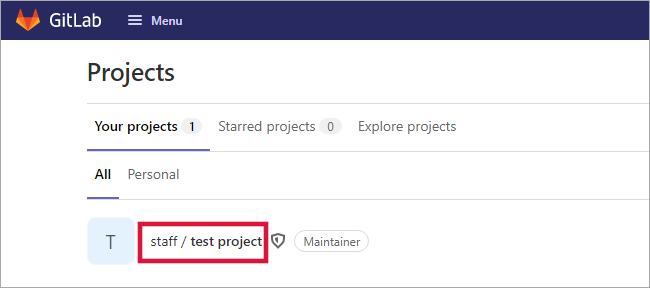 GitLab Menu
Projects
Your projects 1 Starred projects 0 Explore projects
All Personal
T staff / test project Maintainer